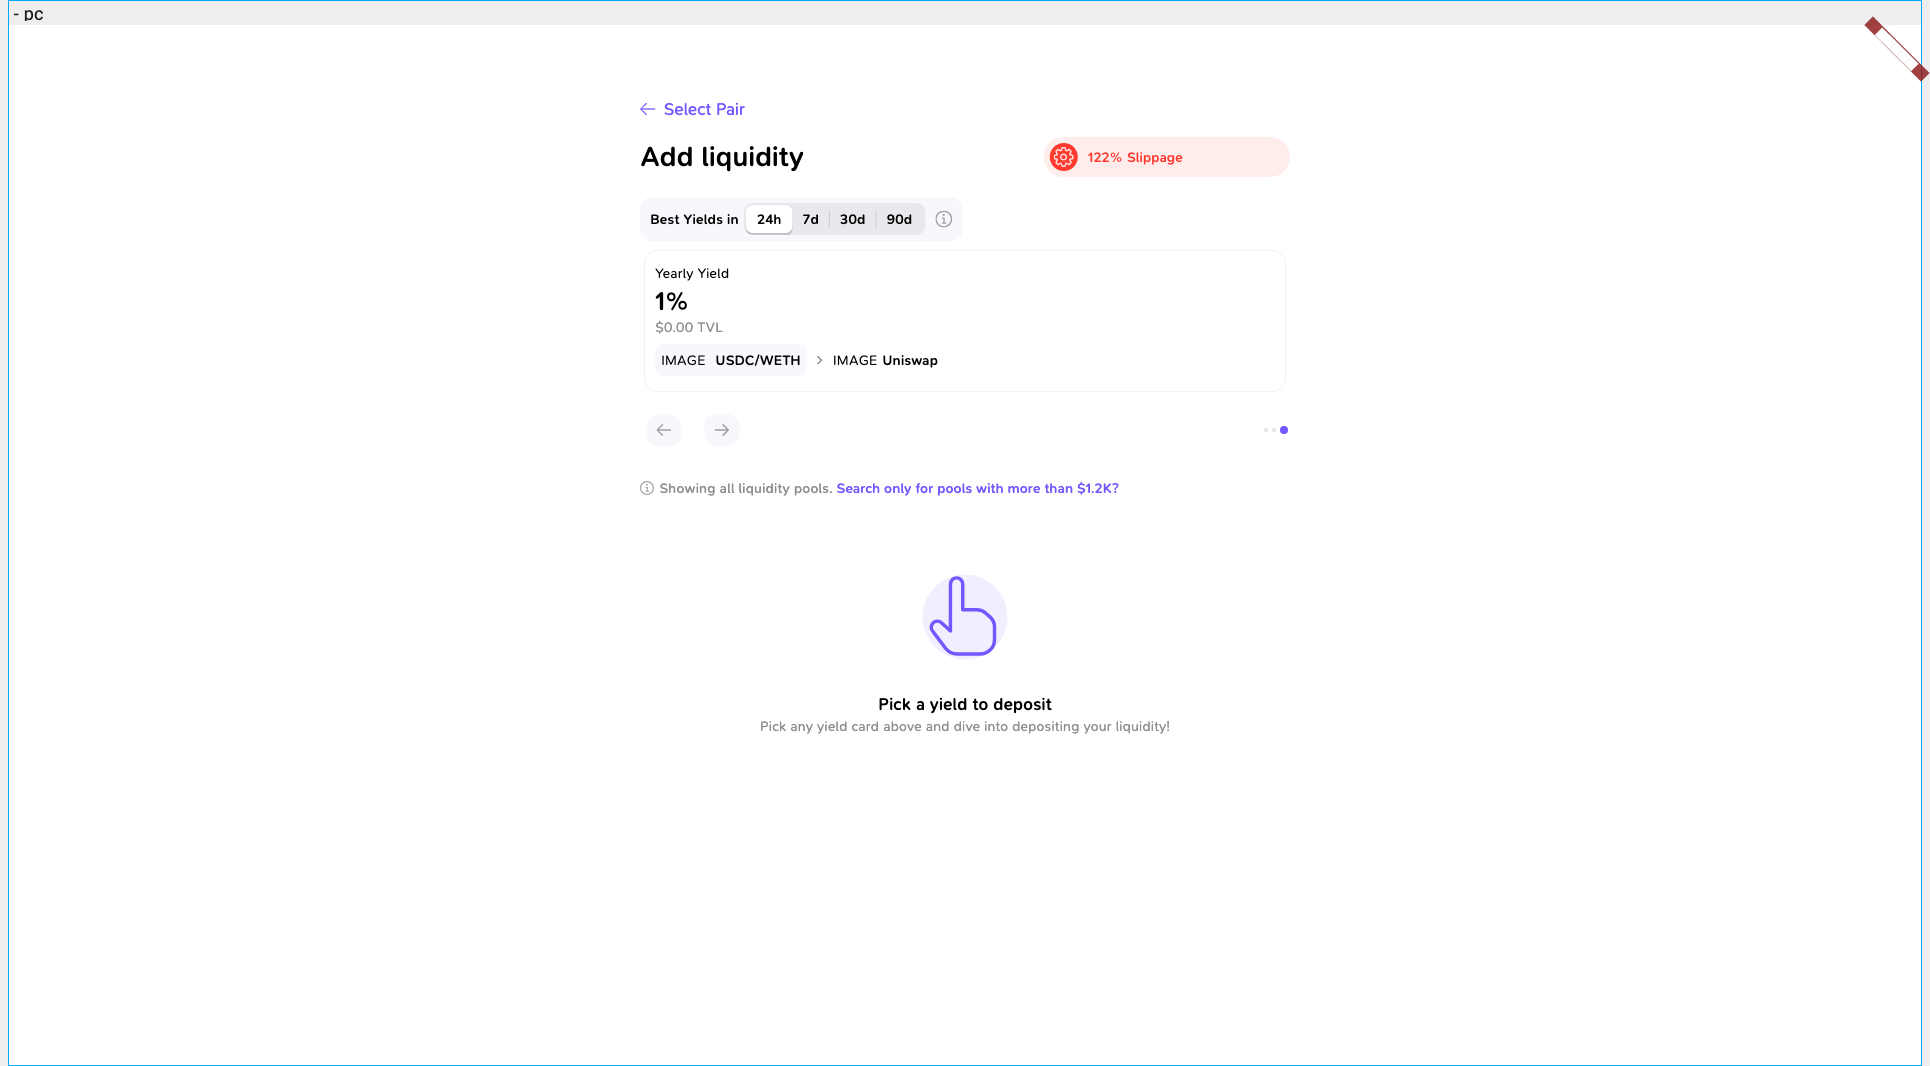 - pc
Select Pair
Add liquidity
122% Slippage
Best Yields in 24h 7d 30d 90d
Yearly Yield
1%
$0.00 TVL
IMAGE USDC/WETH > IMAGE Uniswap
Showing all liquidity pools. Search only for pools with more than $1.2K?
Pick a yield to deposit
Pick any yield card above and dive into depositing your liquidity!